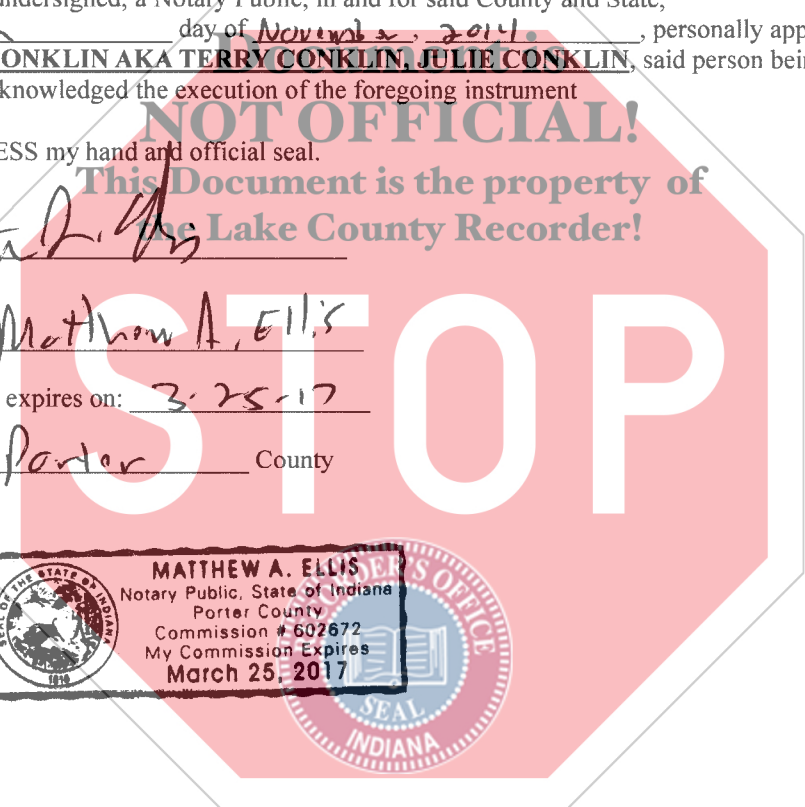 undersigned, a Notary Public, in and for said County and State,
day of November, 2014, personally app
ONKLIN AKA TERRY CONKLIN, JULIE CONKLIN, said person bein
knowledged the execution of the foregoing instrument
ESS my hand and official seal.
Document is
NOT OFFICIAL!
This Document is the property of
the Lake County Recorder!
STOP
Matthew A. Ellis
expires on: 3-25-17
Porter County
SEAL OF THE STATE OF INDIANA
1816
MATTHEW A. ELLIS
Notary Public, State of Indiana
Porter County
Commission # 602672
My Commission Expires
March 25, 2017
RECORDER'S OFFICE
SEAL
INDIANA